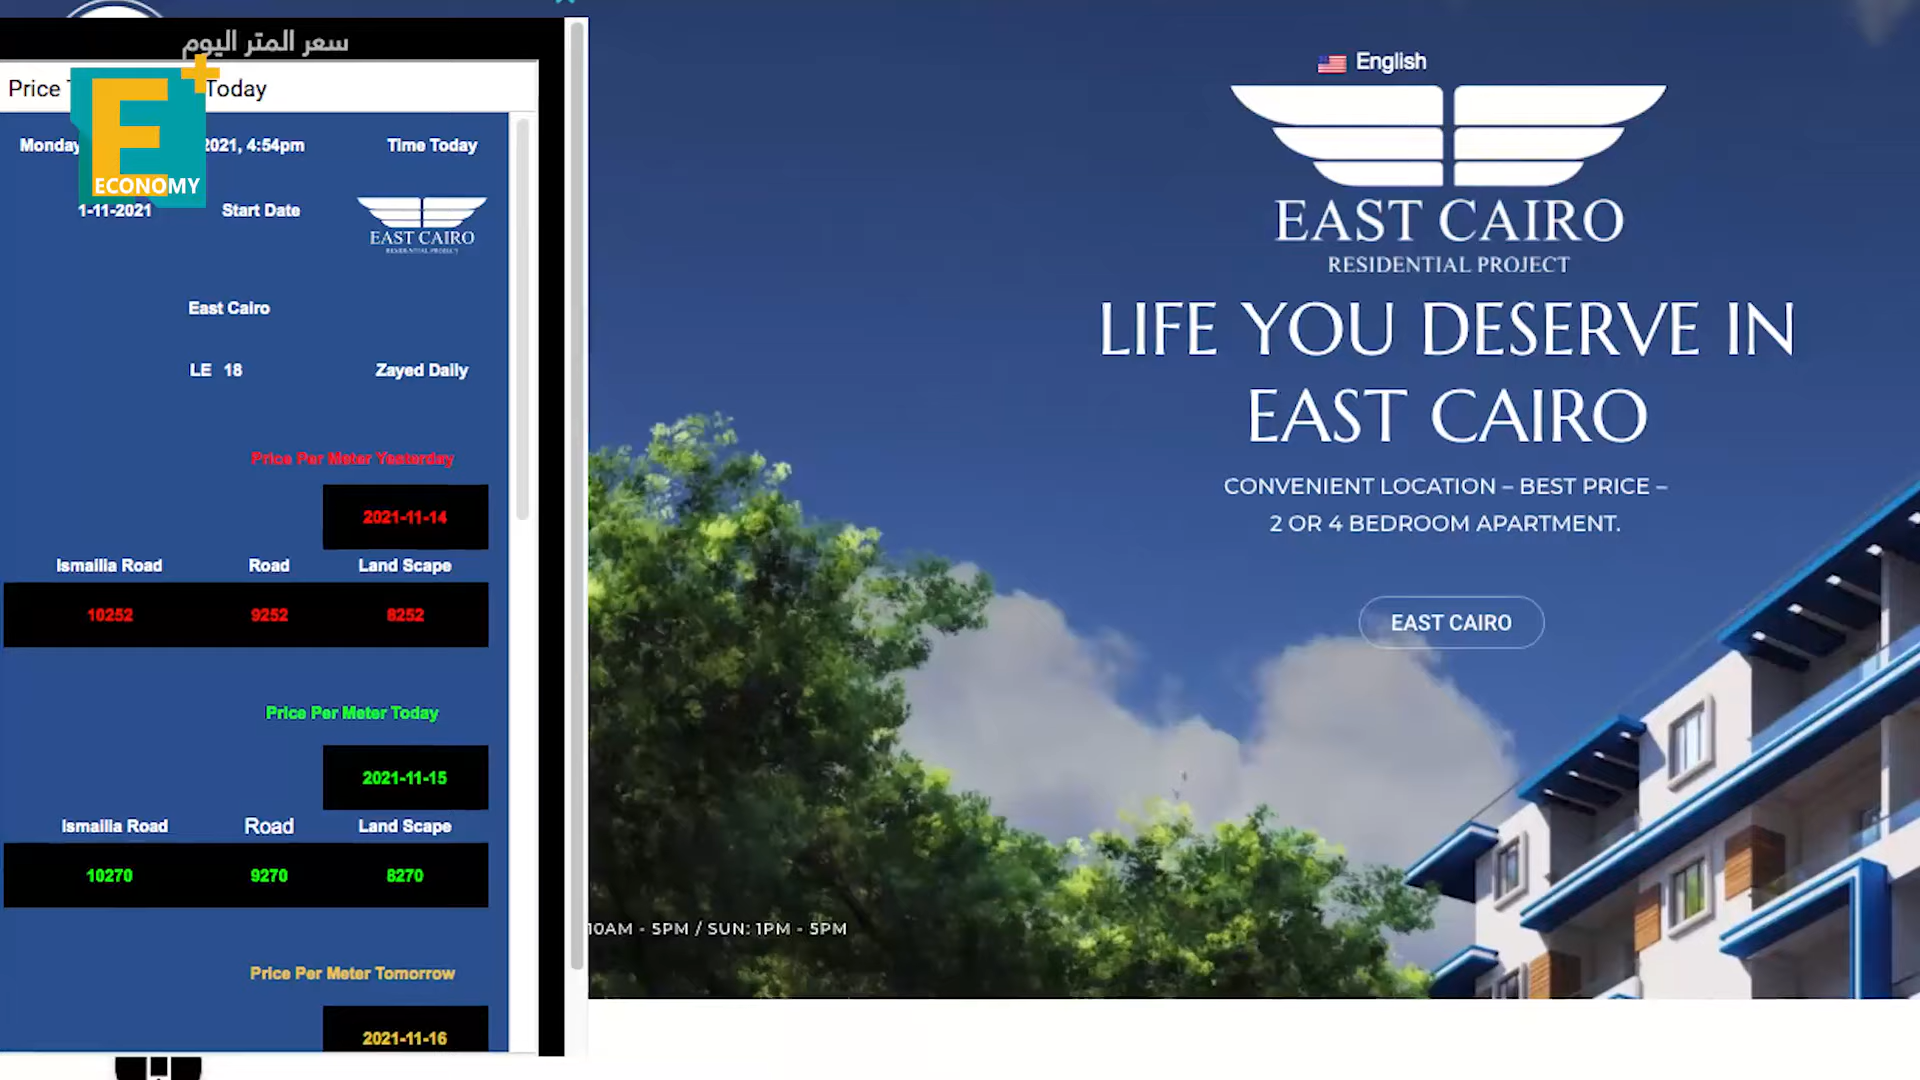 سعر المتر اليوم
Price Today
Monday 2021, 4:54pm Time Today
E+
ECONOMY
1-11-2021 Start Date
EAST CAIRO
RESIDENTIAL PROJECT
East Cairo
LE 18 Zayed Daily
Price Per Meter Yesterday
2021-11-14
Ismailia Road Road Land Scape
10252 9252 8252
Price Per Meter Today
2021-11-15
Ismailia Road Road Land Scape
10270 9270 8270
Price Per Meter Tomorrow
2021-11-16
English
EAST CAIRO
RESIDENTIAL PROJECT
LIFE YOU DESERVE IN
EAST CAIRO
CONVENIENT LOCATION – BEST PRICE –
2 OR 4 BEDROOM APARTMENT.
EAST CAIRO
10AM - 5PM / SUN: 1PM - 5PM